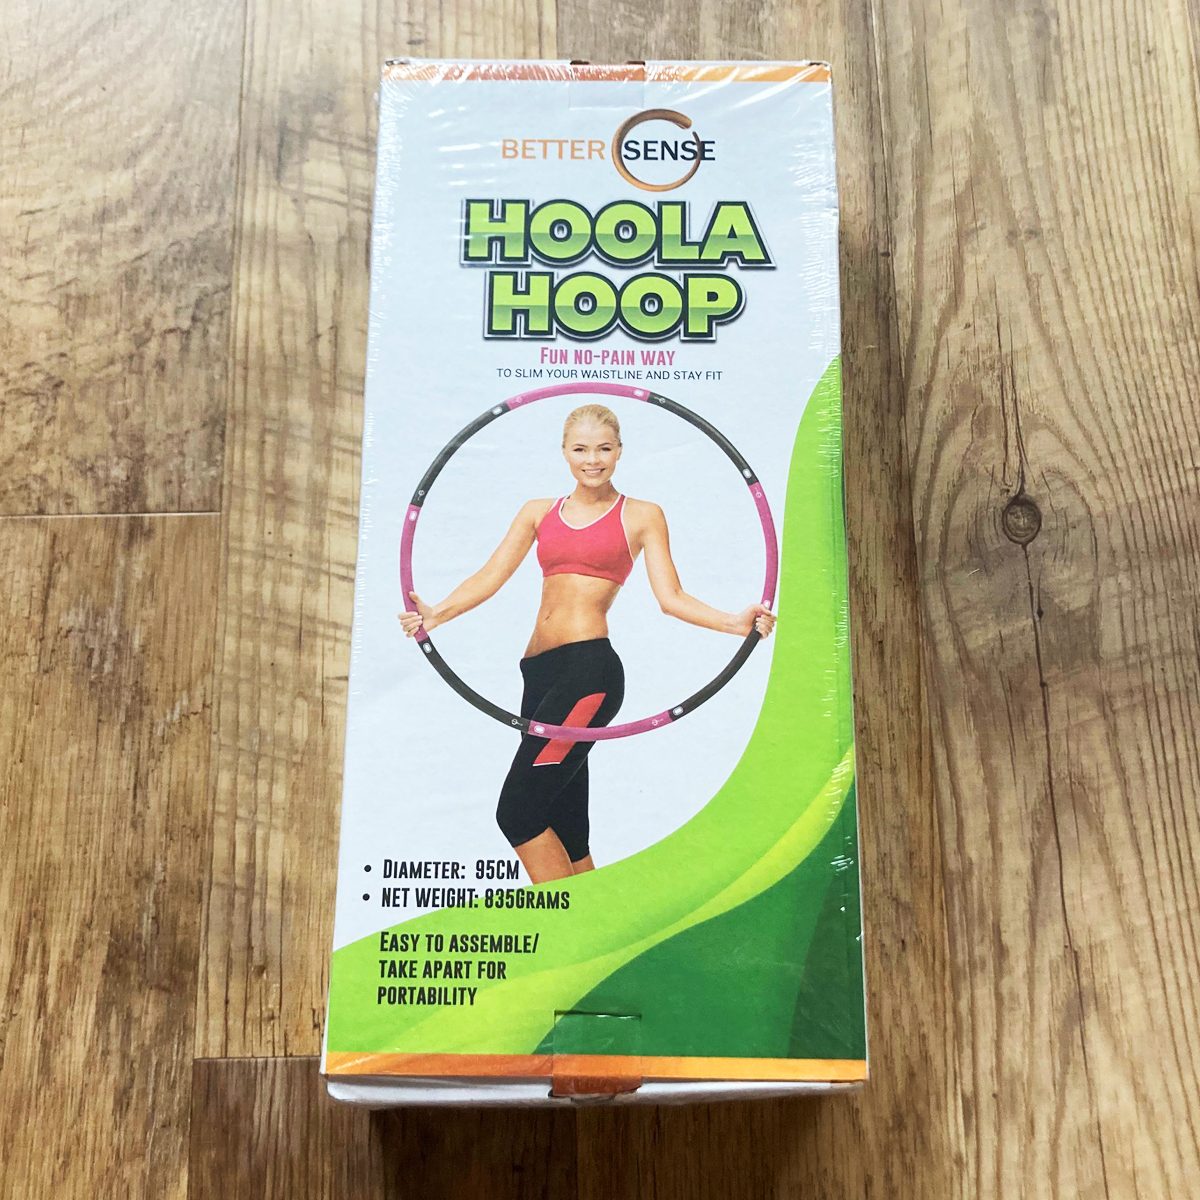 BETTER SENSE
HOOLA
HOOP
FUN NO-PAIN WAY
TO SLIM YOUR WAISTLINE AND STAY FIT
• DIAMETER: 95CM
• NET WEIGHT: 835GRAMS
EASY TO ASSEMBLE/
TAKE APART FOR
PORTABILITY